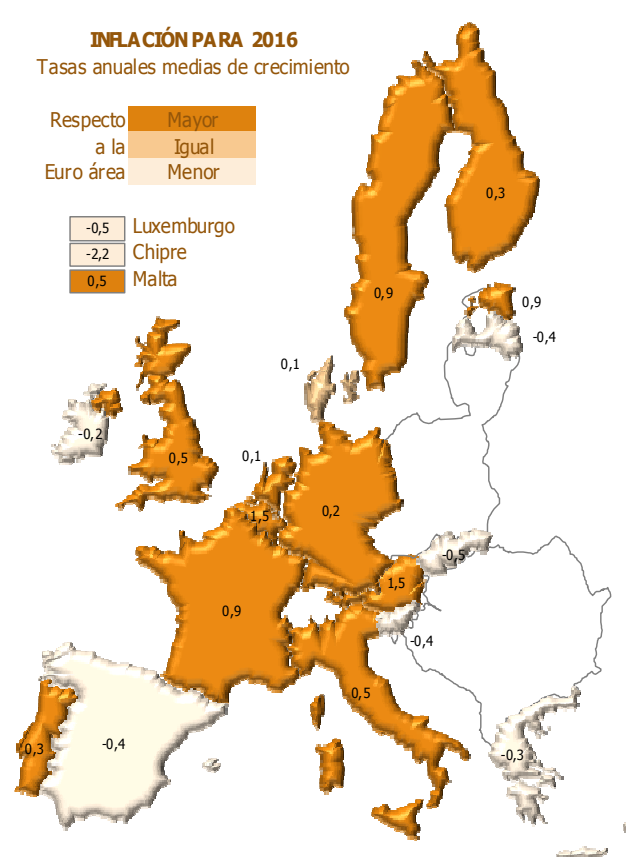 INFLACIÓN PARA 2016
Tasas anuales medias de crecimiento
Respecto Mayor
a la Igual
Euro área Menor
-0,5 Luxemburgo
-2,2 Chipre
0,5 Malta
0,3
0,9
0,9
-0,4
0,1
-0,2
0,5
0,1
1,5
0,2
-0,5
1,5
0,9
-0,4
0,5
0,3
-0,4
-0,3